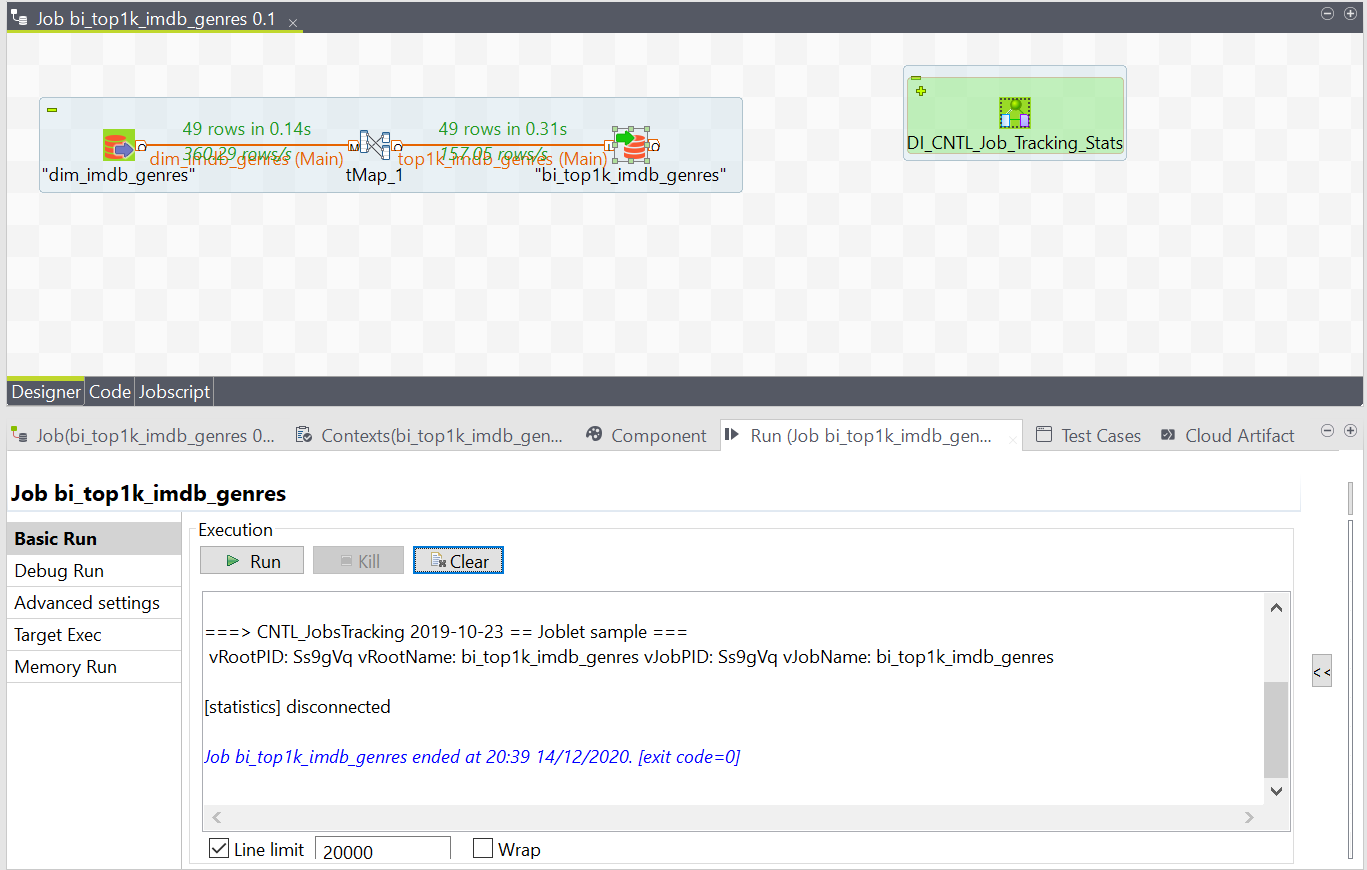 Job bi_top1k_imdb_genres 0.1
49 rows in 0.14s
49 rows in 0.31s
360.29 rows/s
157.05 rows/s
dim_imdb_genres (Main)
top1k_imdb_genres (Main)
"dim_imdb_genres"
tMap_1
"bi_top1k_imdb_genres"
DI_CNTL_Job_Tracking_Stats
Designer Code Jobscript
Job(bi_top1k_imdb_genres 0... Contexts(bi_top1k_imdb_gen... Component Run (Job bi_top1k_imdb_gen... Test Cases Cloud Artifact
Job bi_top1k_imdb_genres
Basic Run
Debug Run
Advanced settings
Target Exec
Memory Run
Execution
Run Kill Clear
===> CNTL_JobsTracking 2019-10-23 == Joblet sample ===
vRootPID: Ss9gVq vRootName: bi_top1k_imdb_genres vJobPID: Ss9gVq vJobName: bi_top1k_imdb_genres
[statistics] disconnected
Job bi_top1k_imdb_genres ended at 20:39 14/12/2020. [exit code=0]
<<
Line limit 20000 Wrap